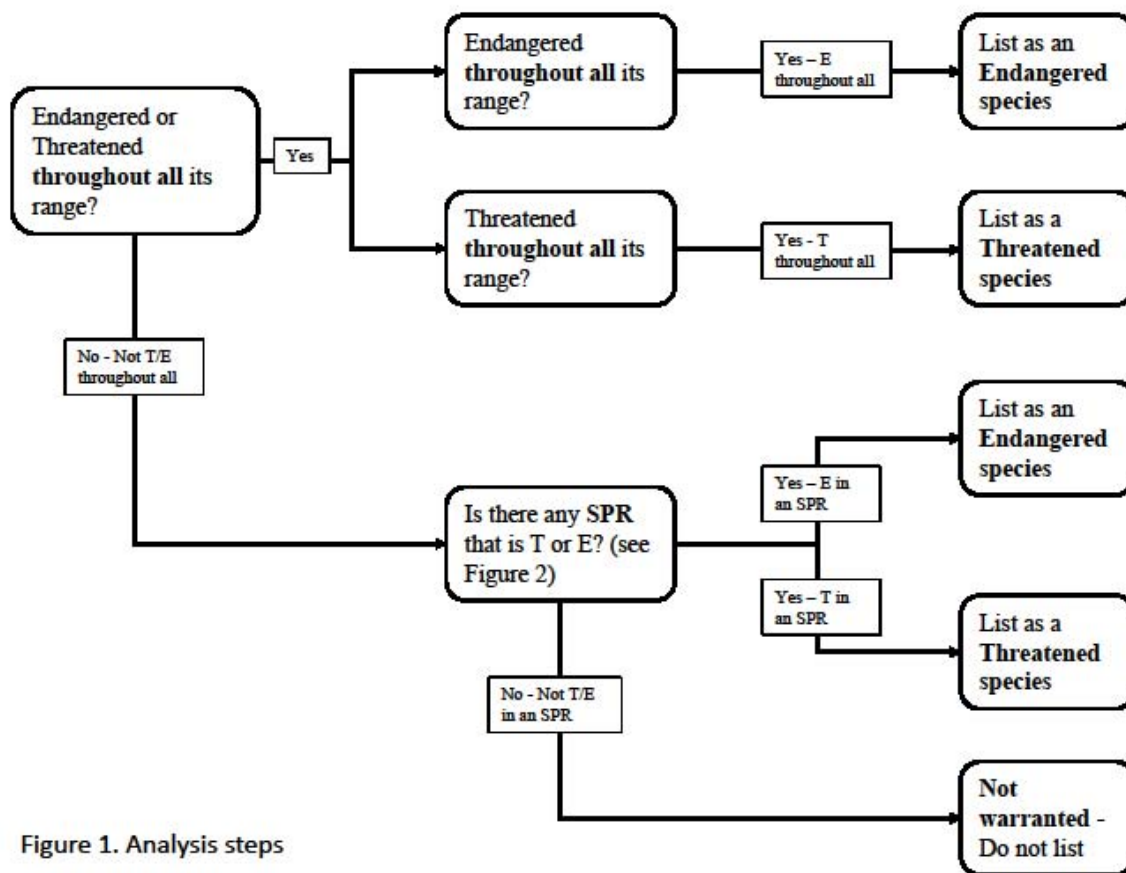 Endangered or
Threatened
throughout all its
range?
Yes
Endangered
throughout all its
range?
Yes – E
throughout all
List as an
Endangered
species
Threatened
throughout all its
range?
Yes - T
throughout all
List as a
Threatened
species
No - Not T/E
throughout all
Is there any SPR
that is T or E? (see
Figure 2)
Yes – E in
an SPR
List as an
Endangered
species
Yes – T in
an SPR
List as a
Threatened
species
No - Not T/E
in an SPR
Not
warranted -
Do not list
Figure 1. Analysis steps